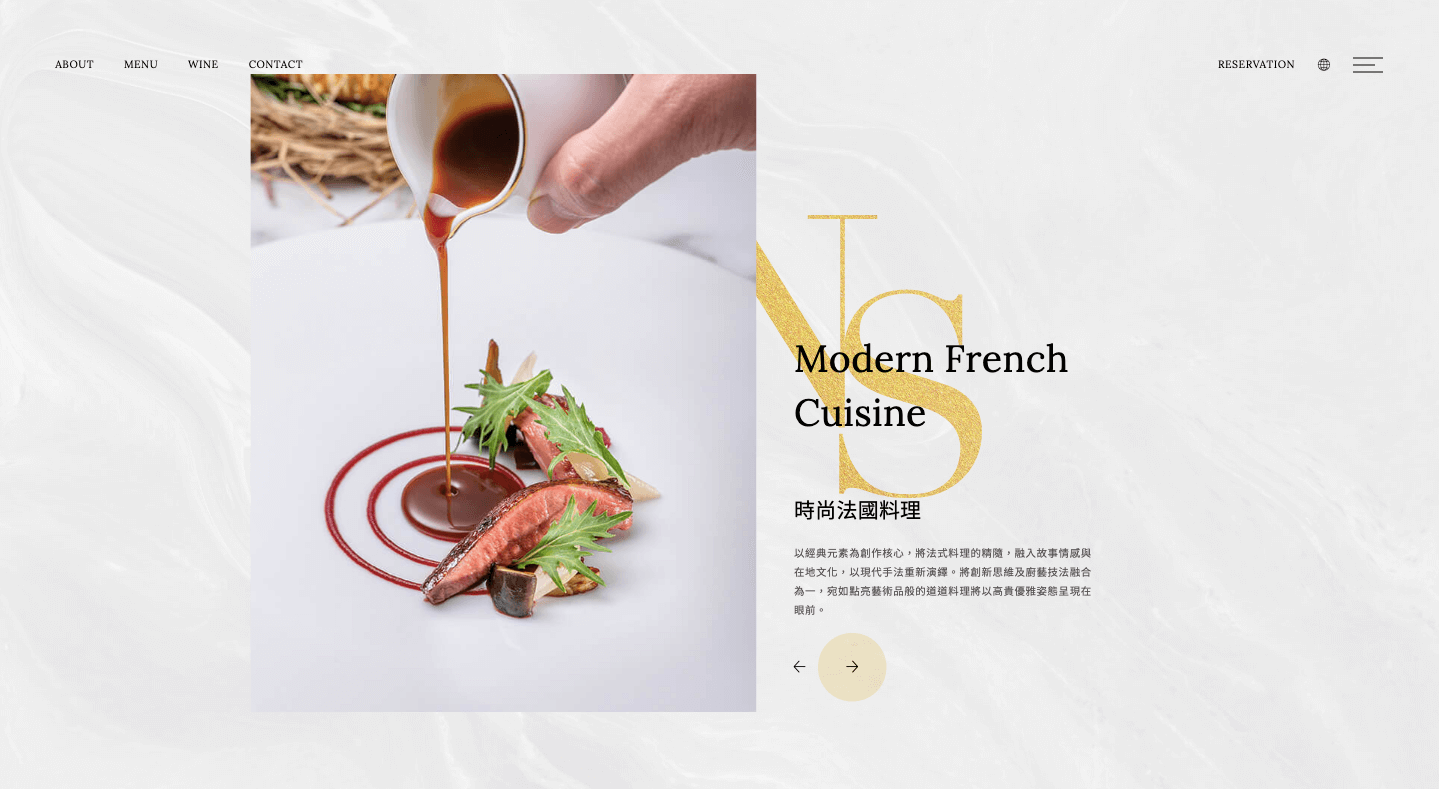 ABOUT MENU WINE CONTACT RESERVATION
NS
Modern French
Cuisine
時尚法國料理
以經典元素為創作核心，將法式料理的精隨，融入故事情感與
在地文化，以現代手法重新演繹。將創新思維及廚藝技法融合
為一，宛如點亮藝術品般的道道料理將以高貴優雅姿態呈現在
眼前。